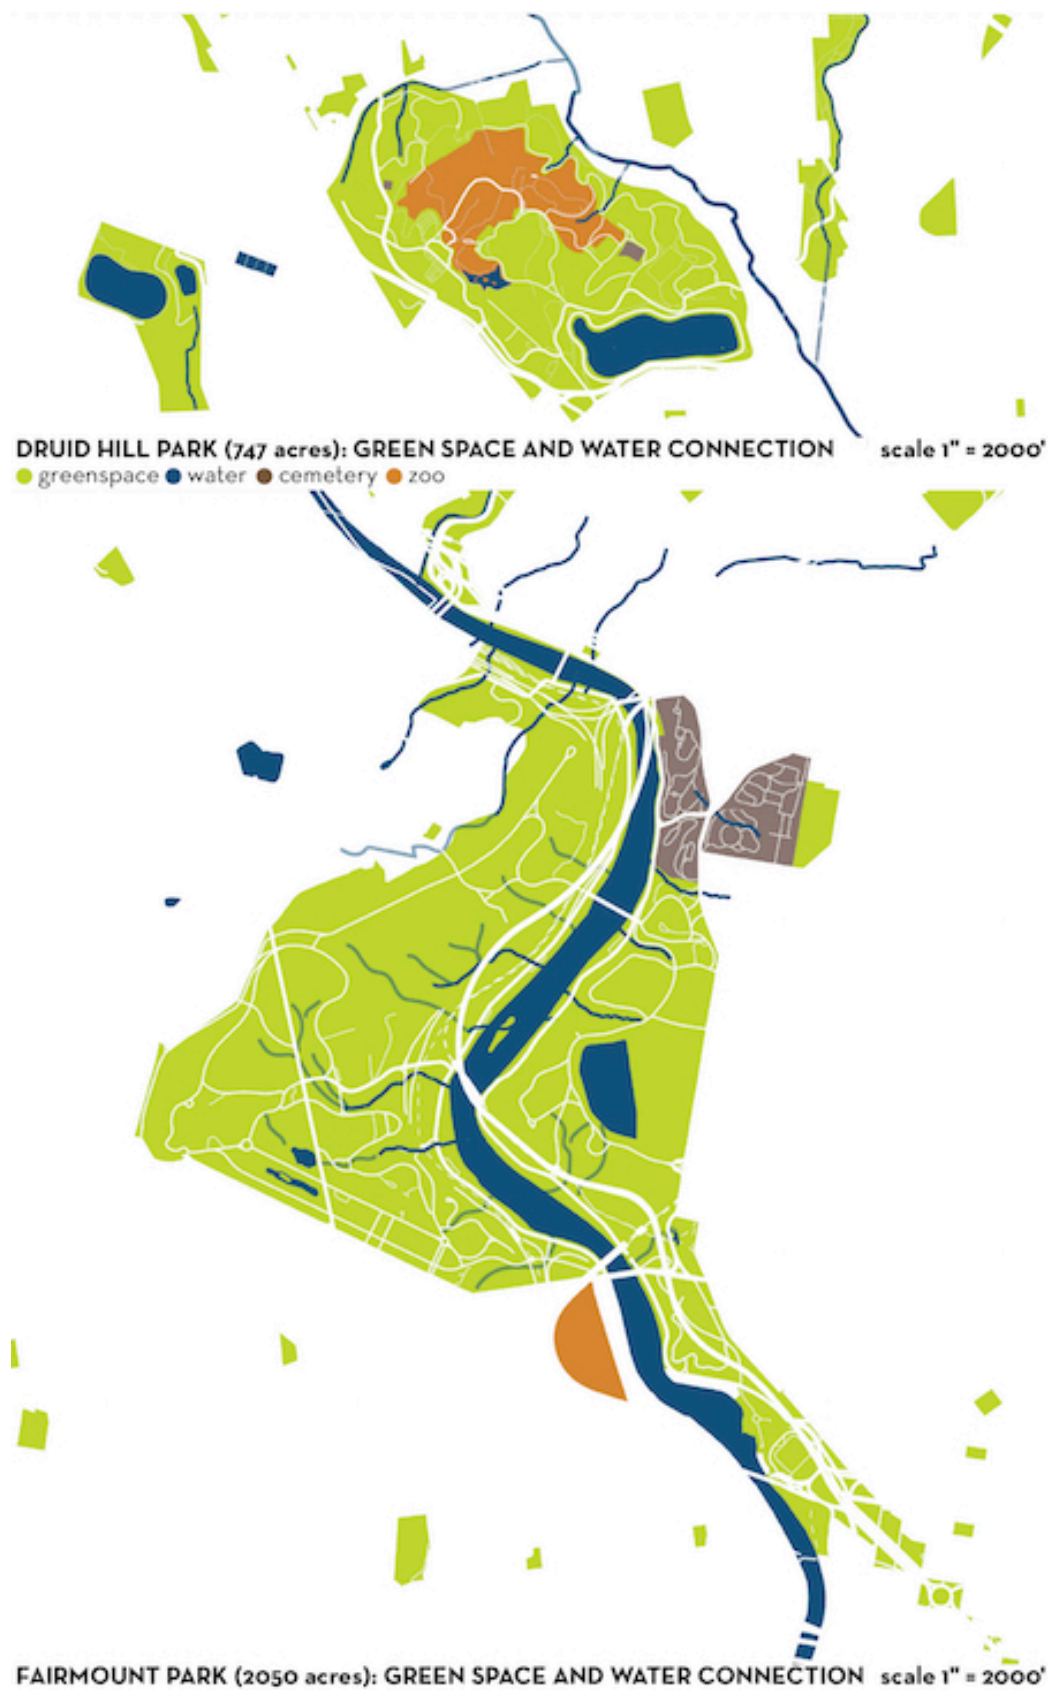 DRUID HILL PARK (747 acres): GREEN SPACE AND WATER CONNECTION scale 1" = 2000'
greenspace water cemetery zoo
FAIRMOUNT PARK (2050 acres): GREEN SPACE AND WATER CONNECTION scale 1" = 2000'